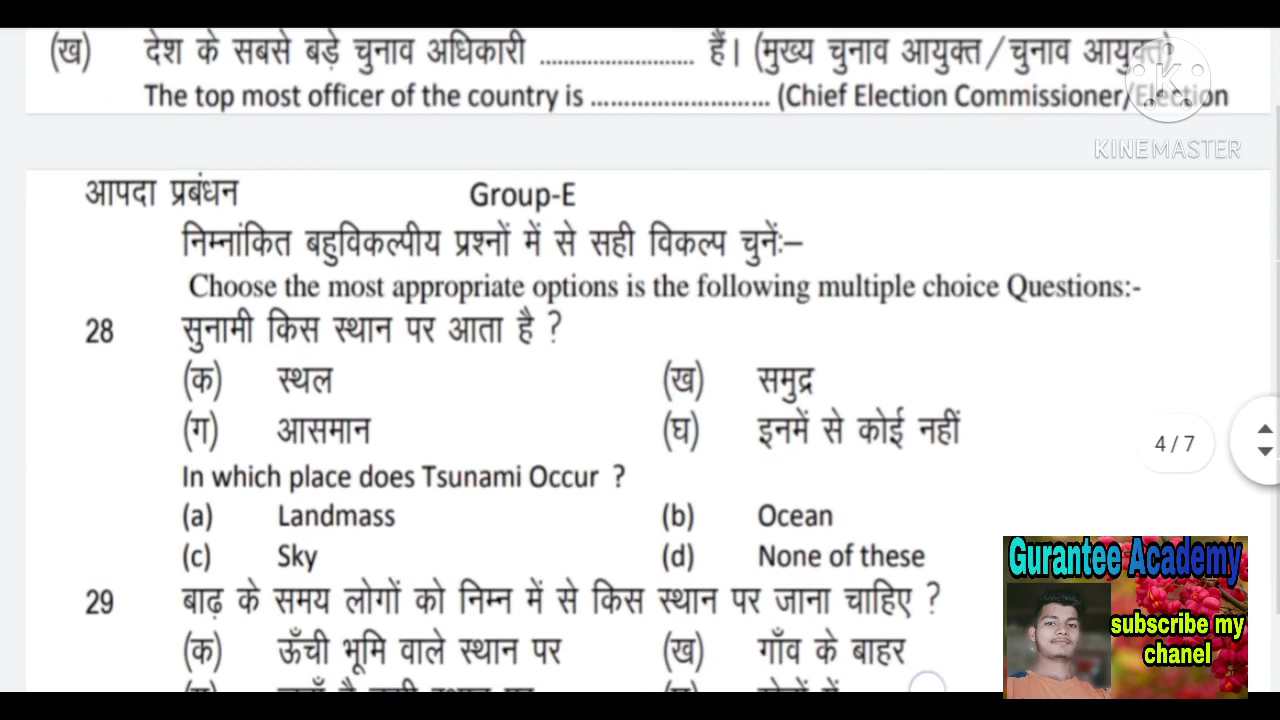 (ख) देश के सबसे बड़े चुनाव अधिकारी .......................... हैं। (मुख्य चुनाव आयुक्त/चुनाव आयुक्त)
The top most officer of the country is ............................. (Chief Election Commissioner/Election
KINEMASTER
आपदा प्रबंधन Group-E
निम्नांकित बहुविकल्पीय प्रश्नों में से सही विकल्प चुनें:–
Choose the most appropriate options is the following multiple choice Questions:-
28 सुनामी किस स्थान पर आता है ?
(क) स्थल (ख) समुद्र
(ग) आसमान (घ) इनमें से कोई नहीं
4 / 7
In which place does Tsunami Occur ?
(a) Landmass (b) Ocean
(c) Sky (d) None of these
Gurantee Academy
29 बाढ़ के समय लोगों को निम्न में से किस स्थान पर जाना चाहिए ?
subscribe my
chanel
(क) ऊँची भूमि वाले स्थान पर (ख) गाँव के बाहर